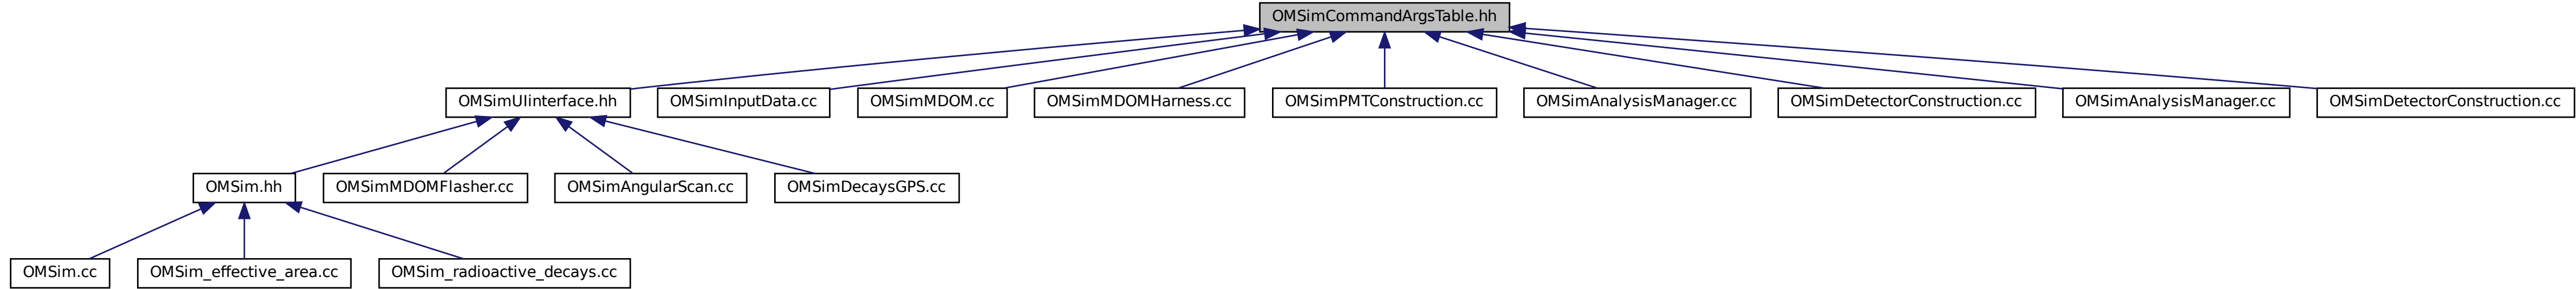 OMSimCommandArgsTable.hh
OMSimUIinterface.hh
OMSimInputData.cc
OMSimMDOM.cc
OMSimMDOMHarness.cc
OMSimPMTConstruction.cc
OMSimAnalysisManager.cc
OMSimDetectorConstruction.cc
OMSimAnalysisManager.cc
OMSimDetectorConstruction.cc
OMSim.hh
OMSimMDOMFlasher.cc
OMSimAngularScan.cc
OMSimDecaysGPS.cc
OMSim.cc
OMSim_effective_area.cc
OMSim_radioactive_decays.cc